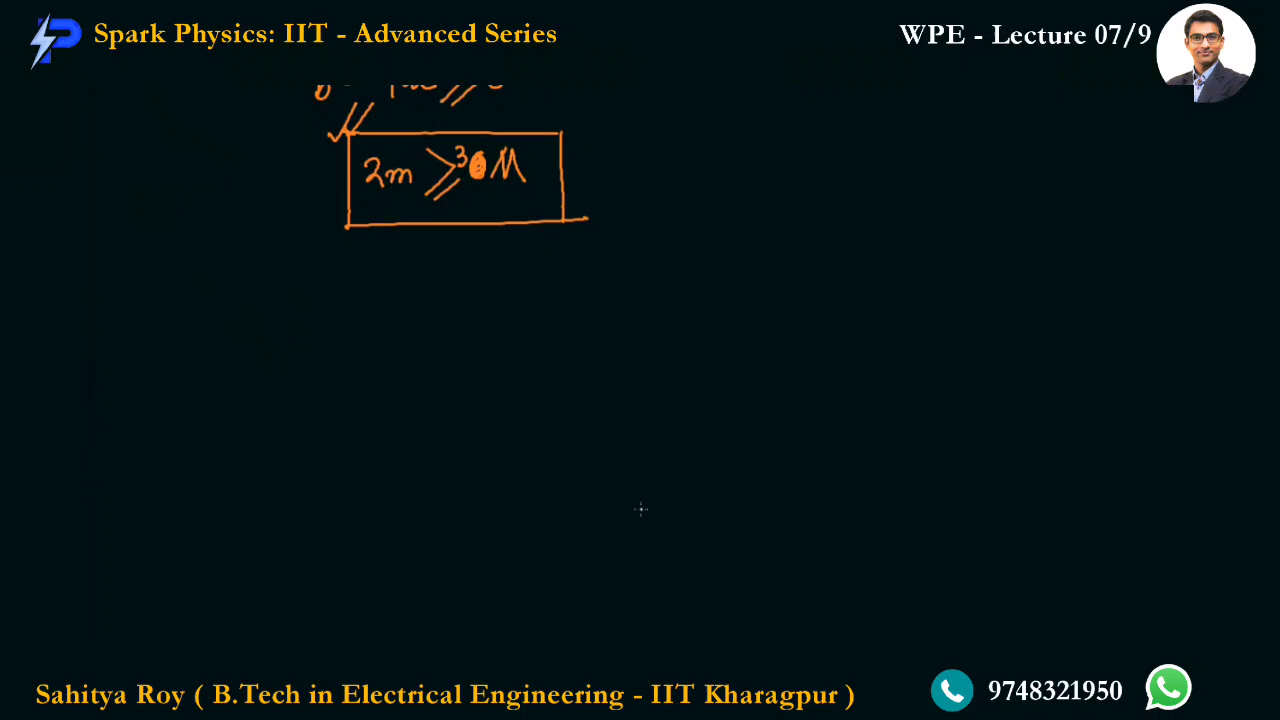 Spark Physics: IIT - Advanced Series
WPE - Lecture 07/9
2m ⩾ 3 M
Sahitya Roy ( B.Tech in Electrical Engineering - IIT Kharagpur )
9748321950